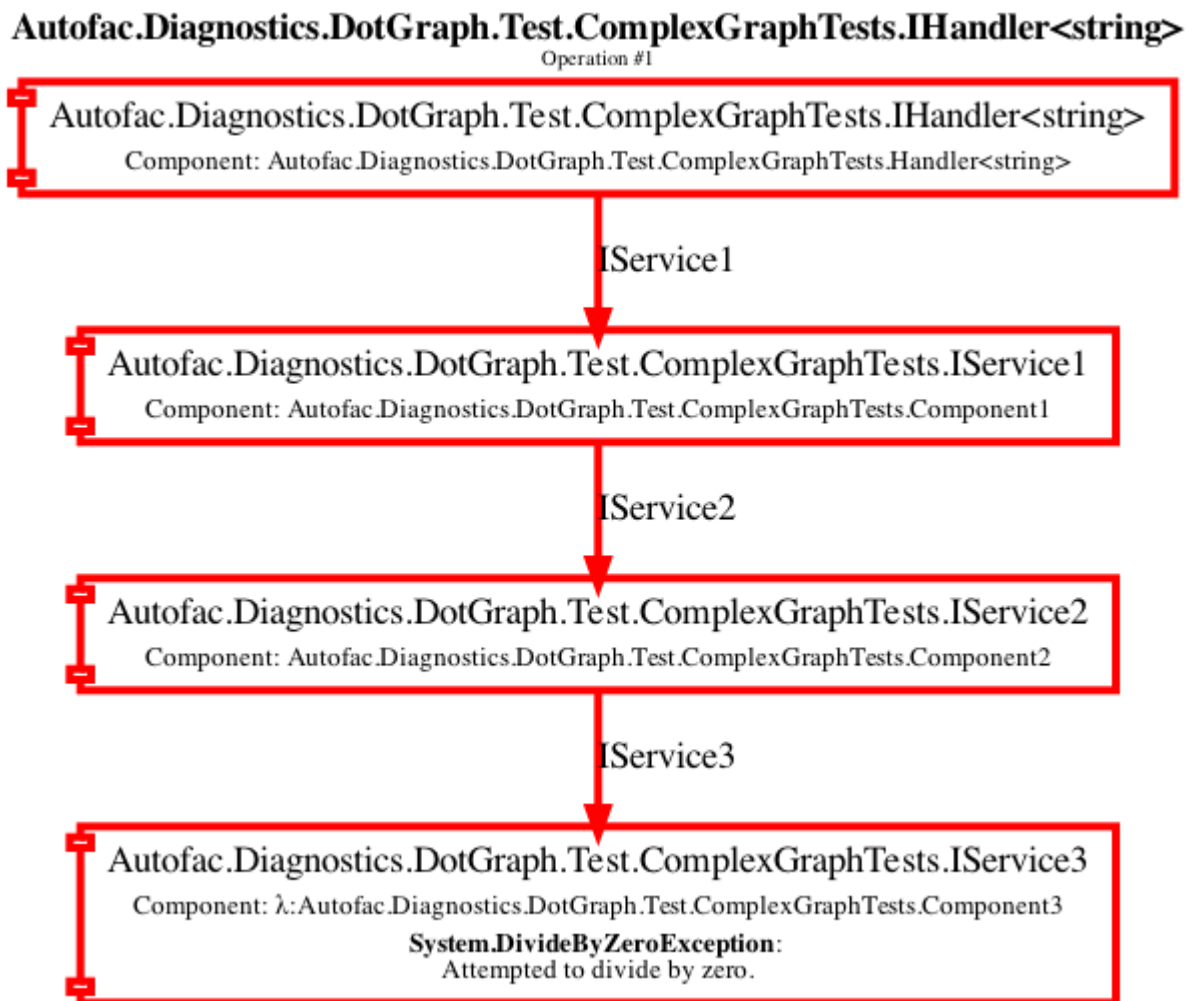 Autofac.Diagnostics.DotGraph.Test.ComplexGraphTests.IHandler<string>
Operation #1
Autofac.Diagnostics.DotGraph.Test.ComplexGraphTests.IHandler<string>
Component: Autofac.Diagnostics.DotGraph.Test.ComplexGraphTests.Handler<string>
IService1
Autofac.Diagnostics.DotGraph.Test.ComplexGraphTests.IService1
Component: Autofac.Diagnostics.DotGraph.Test.ComplexGraphTests.Component1
IService2
Autofac.Diagnostics.DotGraph.Test.ComplexGraphTests.IService2
Component: Autofac.Diagnostics.DotGraph.Test.ComplexGraphTests.Component2
IService3
Autofac.Diagnostics.DotGraph.Test.ComplexGraphTests.IService3
Component: λ:Autofac.Diagnostics.DotGraph.Test.ComplexGraphTests.Component3
System.DivideByZeroException:
Attempted to divide by zero.